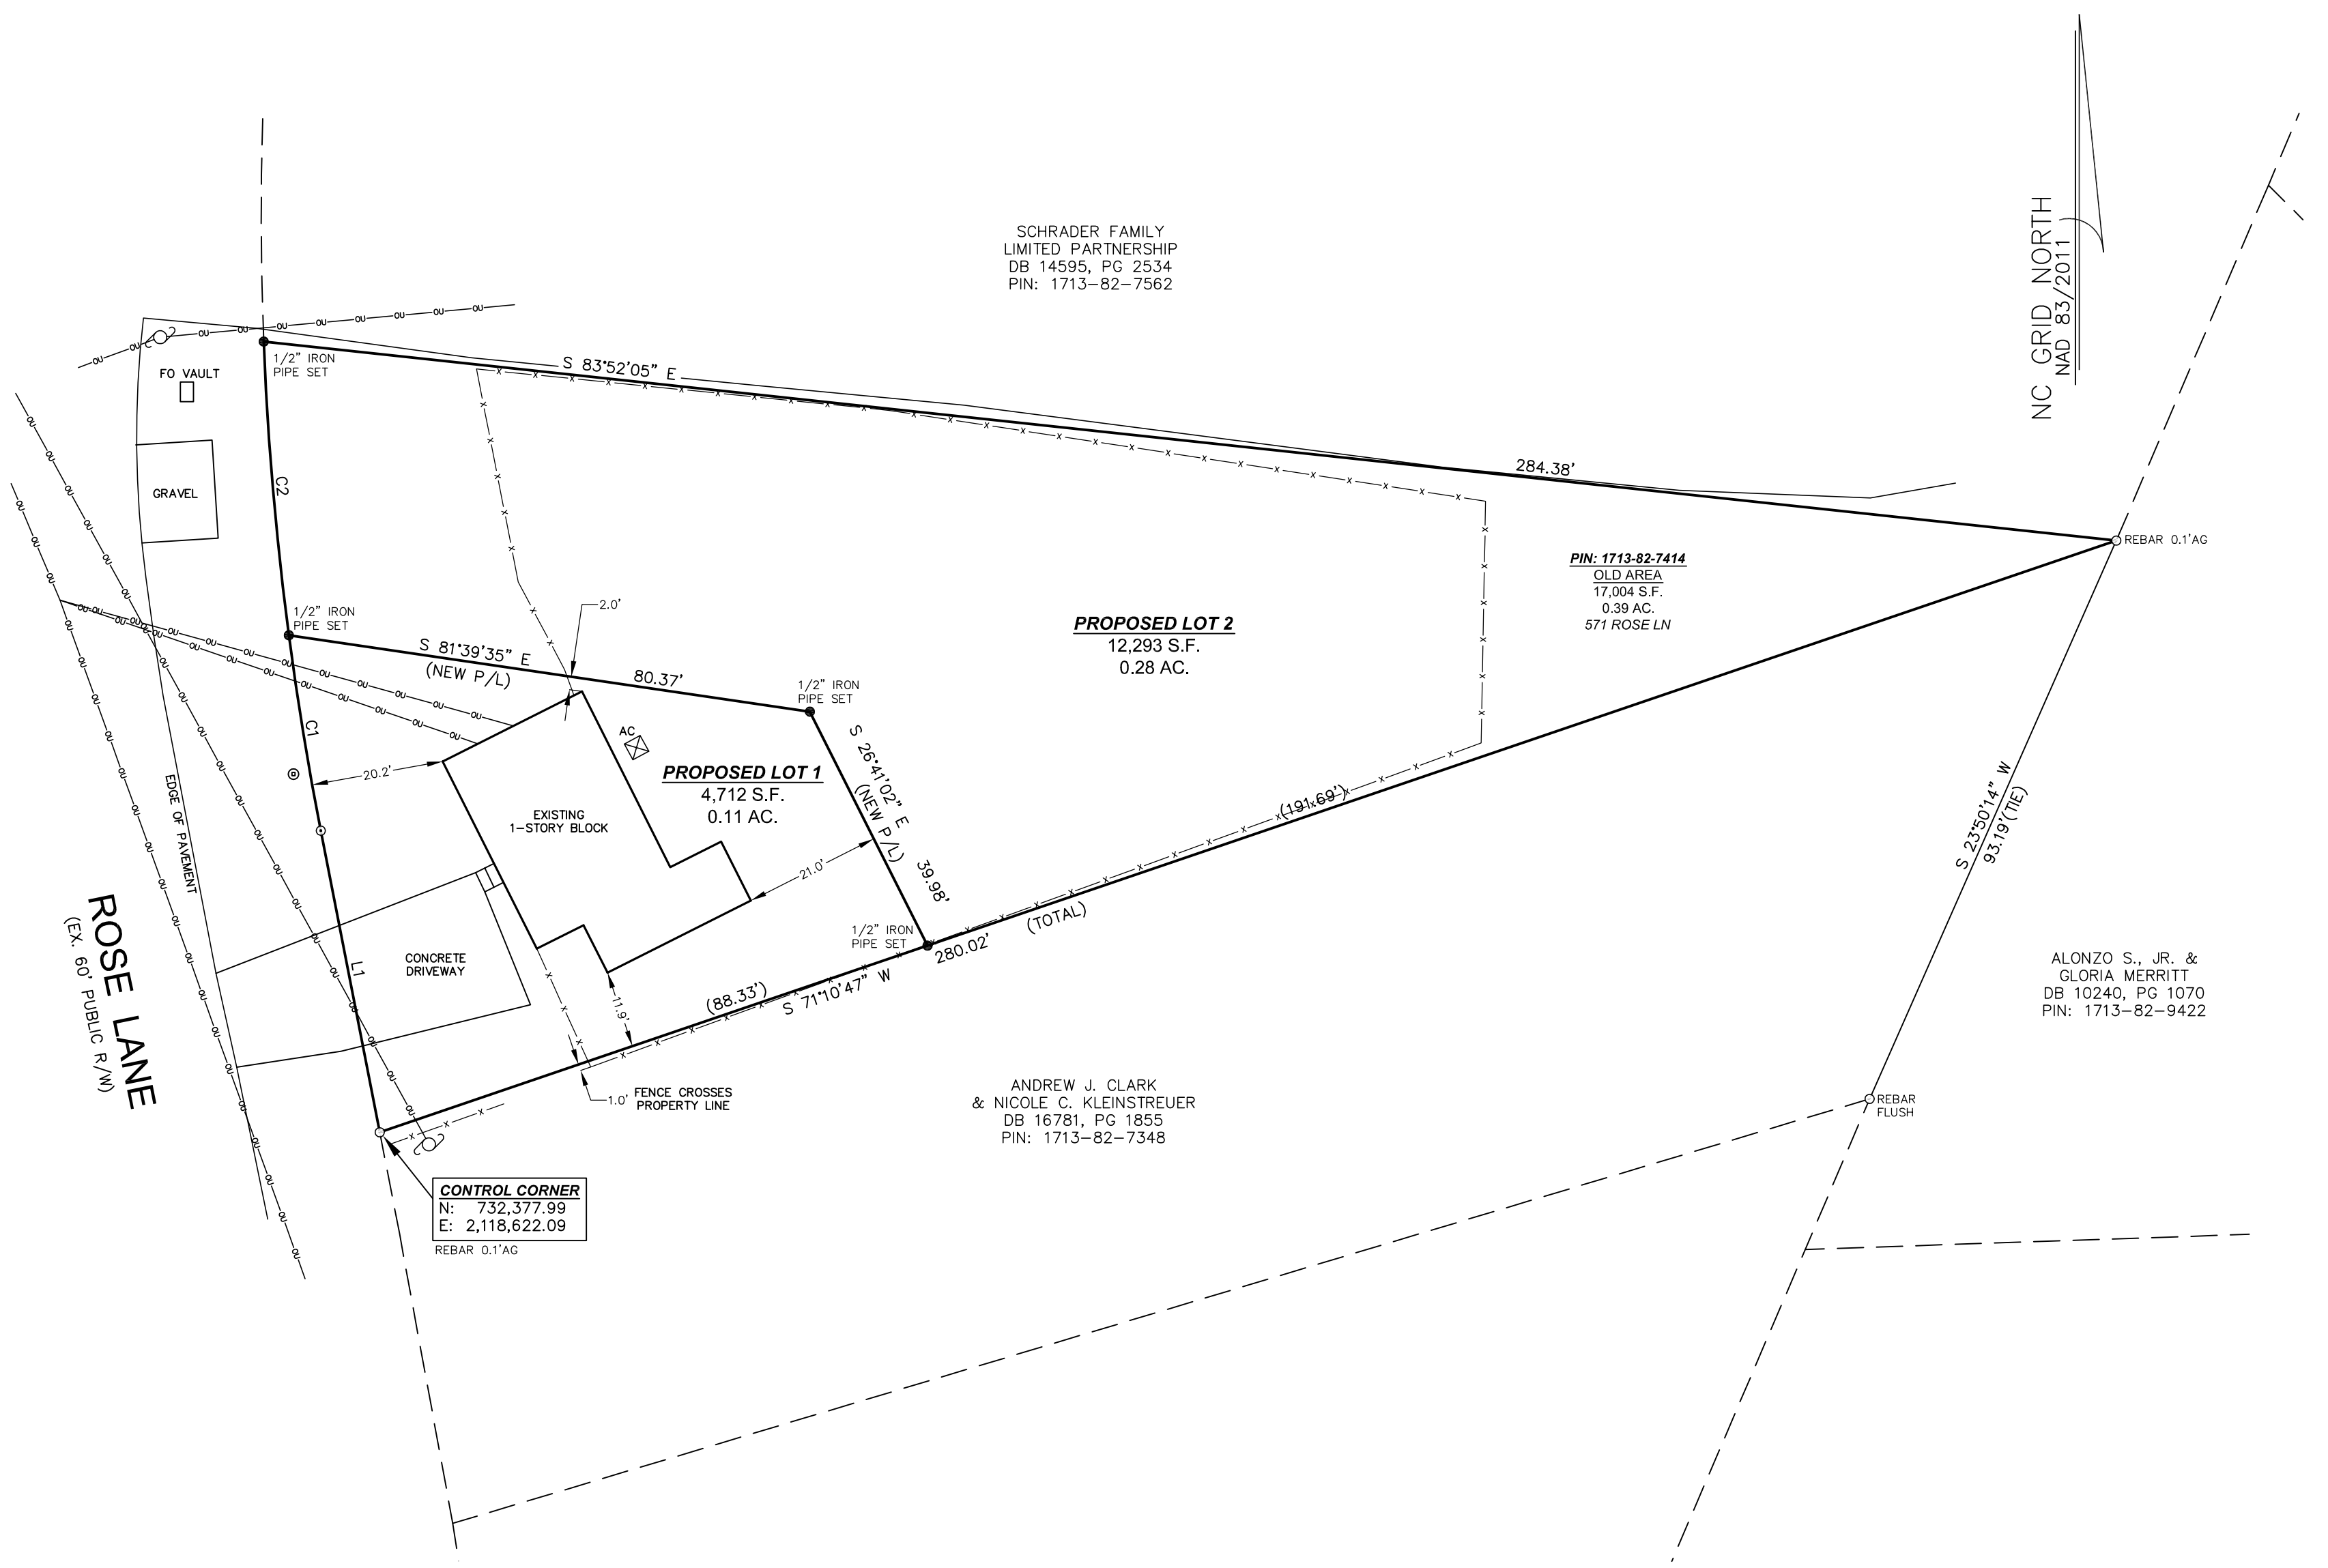 SCHRADER FAMILY
LIMITED PARTNERSHIP
DB 14595, PG 2534
PIN: 1713-82-7562
NC GRID NORTH
NAD 83/2011
1/2" IRON
PIPE SET
FO VAULT
S 83°52'05" E
284.38'
GRAVEL
C2
REBAR 0.1'AG
PIN: 1713-82-7414
OLD AREA
17,004 S.F.
0.39 AC.
571 ROSE LN
1/2" IRON
PIPE SET
2.0'
PROPOSED LOT 2
12,293 S.F.
0.28 AC.
S 81°39'35" E
(NEW P/L)
80.37'
1/2" IRON
PIPE SET
C1
AC
20.2'
PROPOSED LOT 1
4,712 S.F.
0.11 AC.
S 26°41'02" E
(NEW P/L)
39.98'
EXISTING
1-STORY BLOCK
21.0'
(191.69')
S 23°50'14" W
93.19'(TIE)
EDGE OF PAVEMENT
ROSE LANE
(EX. 60' PUBLIC R/W)
1/2" IRON
PIPE SET
280.02'
(TOTAL)
CONCRETE
DRIVEWAY
L1
(88.33')
S 71°10'47" W
11.9'
ALONZO S., JR. &
GLORIA MERRITT
DB 10240, PG 1070
PIN: 1713-82-9422
1.0'
FENCE CROSSES
PROPERTY LINE
ANDREW J. CLARK
& NICOLE C. KLEINSTREUER
DB 16781, PG 1855
PIN: 1713-82-7348
REBAR
FLUSH
CONTROL CORNER
N: 732,377.99
E: 2,118,622.09
REBAR 0.1'AG